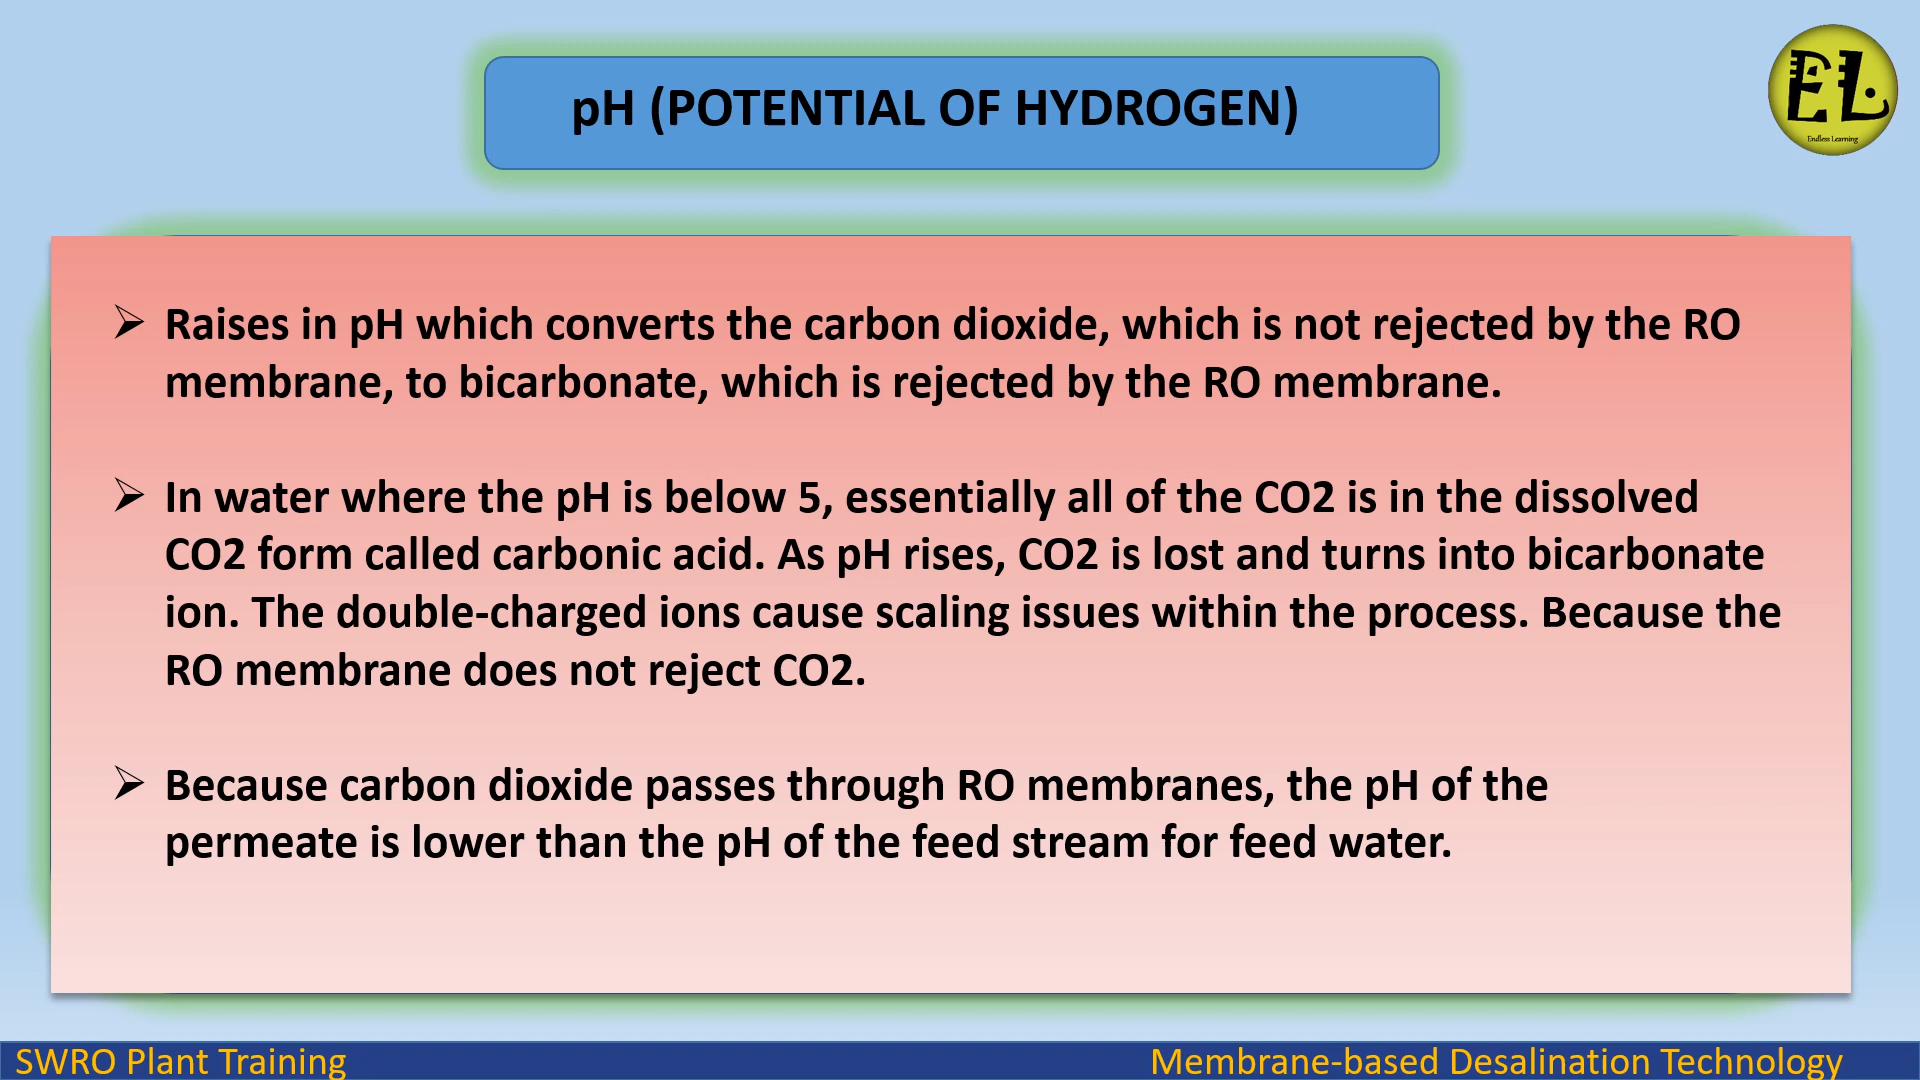 pH (POTENTIAL OF HYDROGEN)
EL
Endless Learning
➢ Raises in pH which converts the carbon dioxide, which is not rejected by the RO
membrane, to bicarbonate, which is rejected by the RO membrane.
➢ In water where the pH is below 5, essentially all of the CO2 is in the dissolved
CO2 form called carbonic acid. As pH rises, CO2 is lost and turns into bicarbonate
ion. The double-charged ions cause scaling issues within the process. Because the
RO membrane does not reject CO2.
➢ Because carbon dioxide passes through RO membranes, the pH of the
permeate is lower than the pH of the feed stream for feed water.
SWRO Plant Training
Membrane-based Desalination Technology